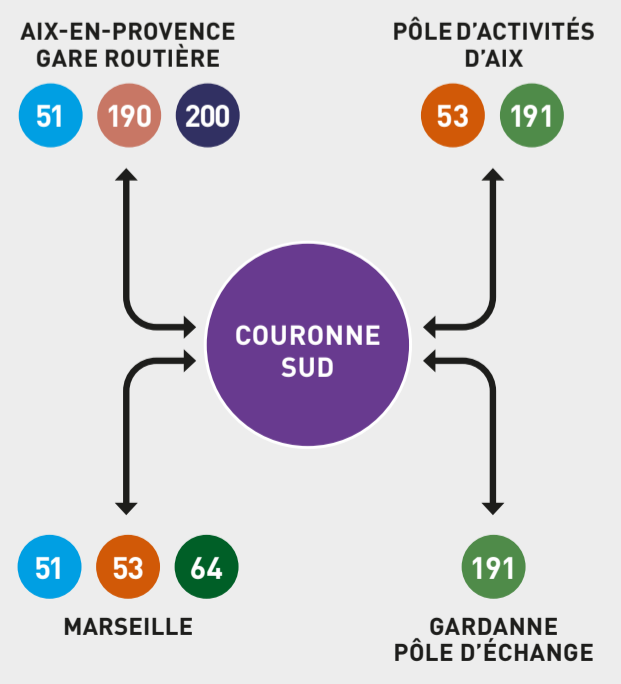 AIX-EN-PROVENCE
GARE ROUTIÈRE
51 190 200
PÔLE D'ACTIVITÉS
D'AIX
53 191
COURONNE
SUD
51 53 64
MARSEILLE
191
GARDANNE
PÔLE D'ÉCHANGE